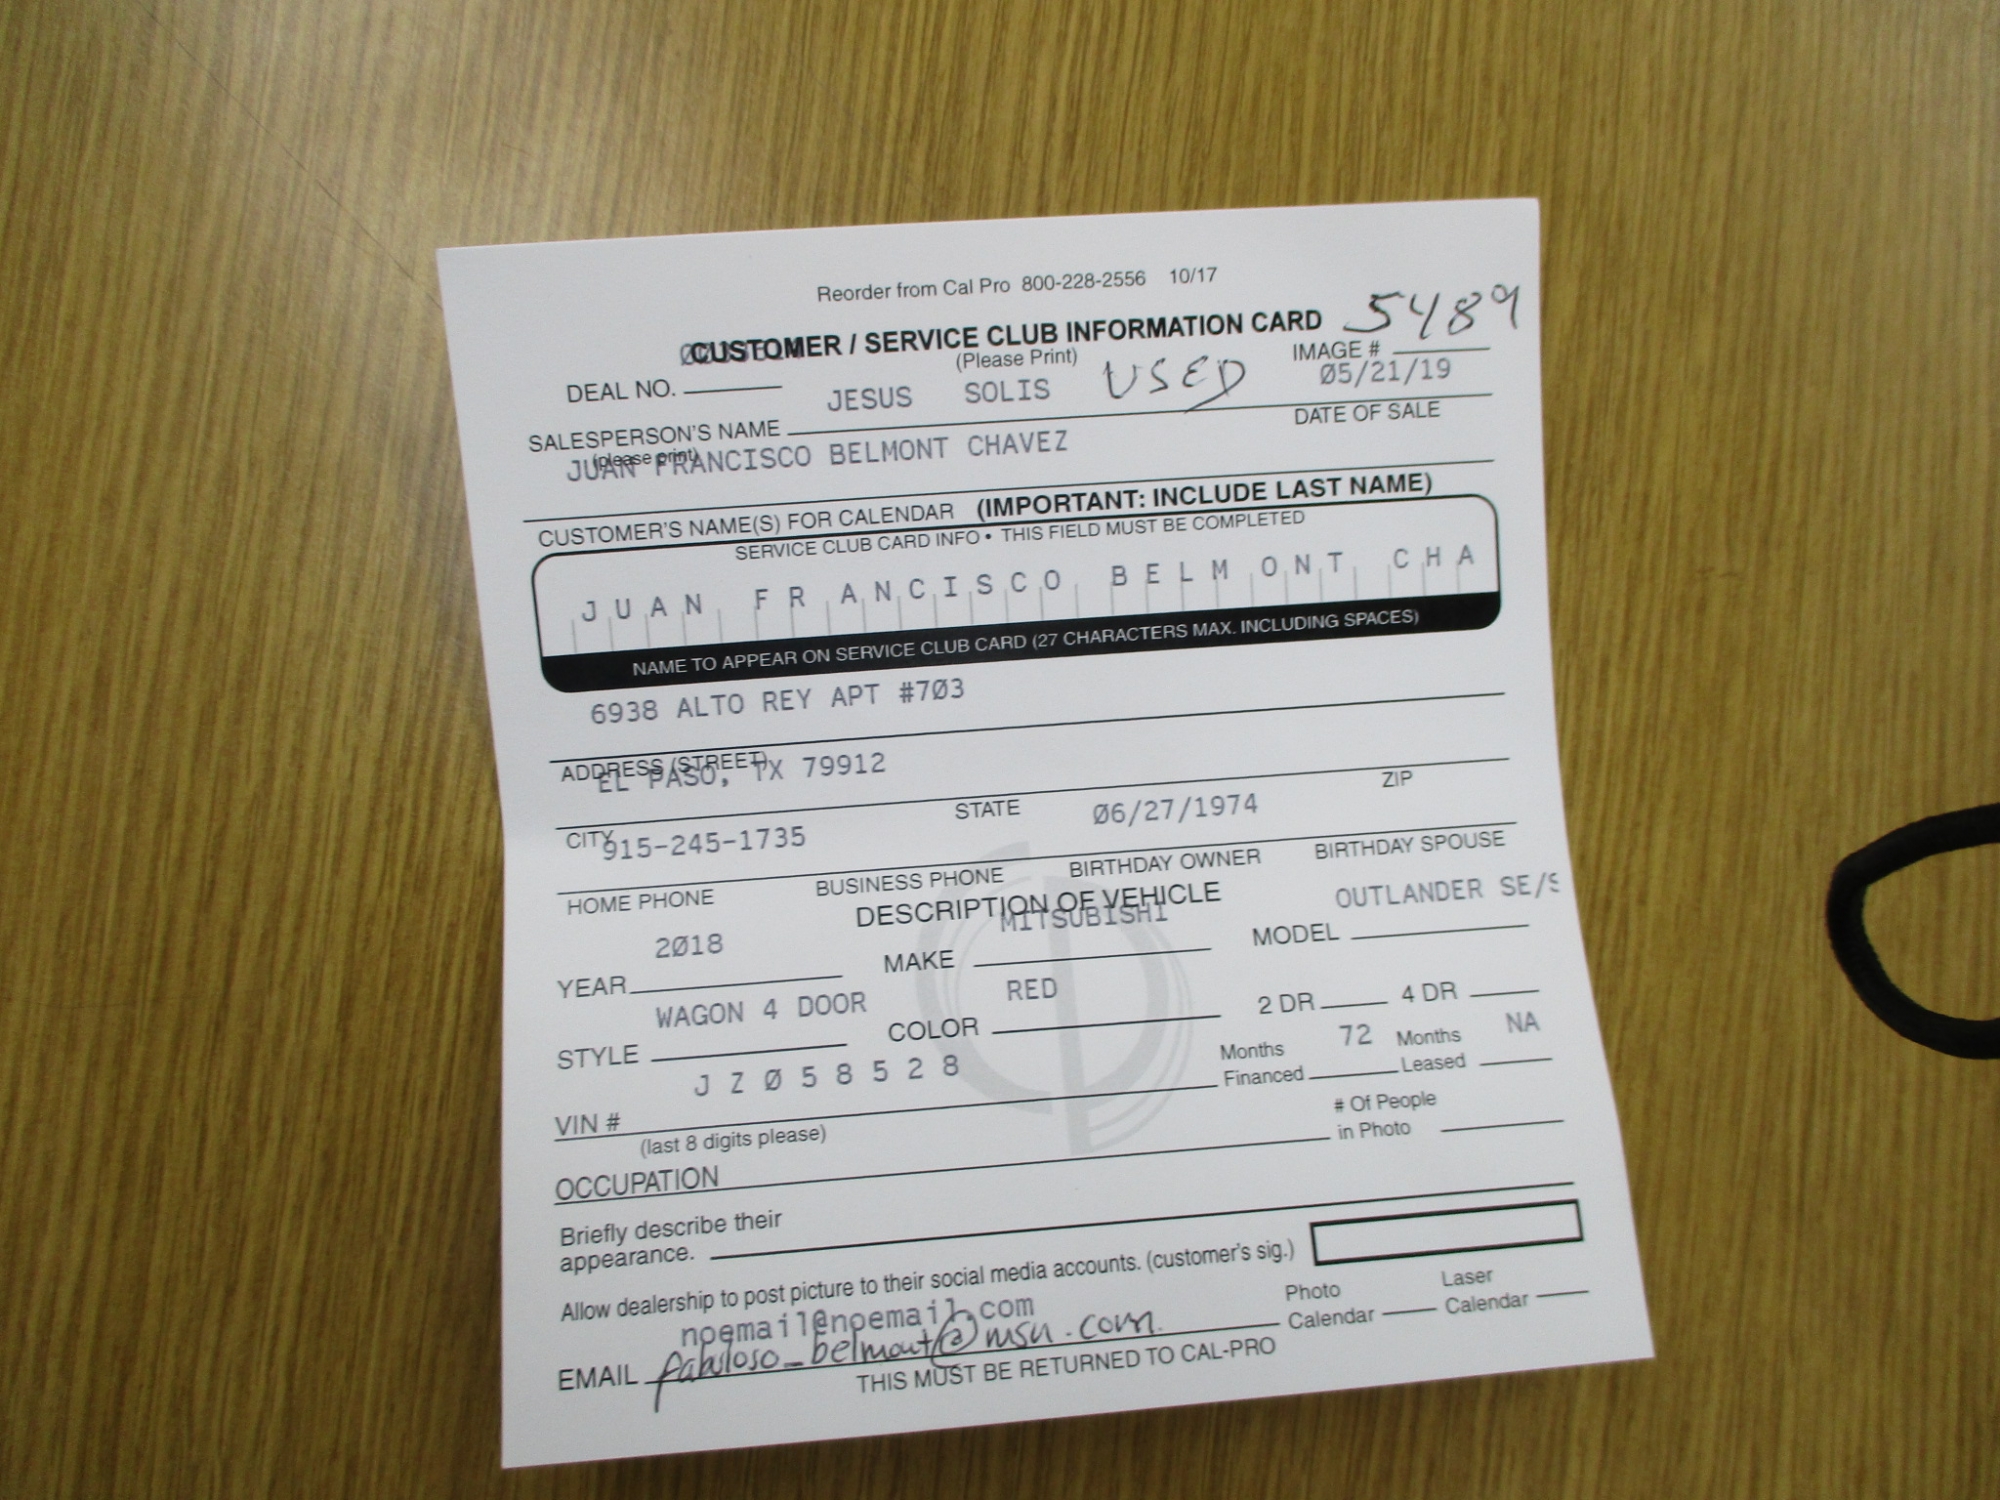 Reorder from Cal Pro 800-228-2556 10/17
CUSTOMER / SERVICE CLUB INFORMATION CARD 5489
(Please Print) USED IMAGE #
DEAL NO. JESUS SOLIS 05/21/19
SALESPERSON'S NAME DATE OF SALE
(please print)
JUAN FRANCISCO BELMONT CHAVEZ
CUSTOMER'S NAME(S) FOR CALENDAR (IMPORTANT: INCLUDE LAST NAME)
SERVICE CLUB CARD INFO • THIS FIELD MUST BE COMPLETED
JUAN FRANCISCO BELMONT CHA
NAME TO APPEAR ON SERVICE CLUB CARD (27 CHARACTERS MAX. INCLUDING SPACES)
6938 ALTO REY APT #703
ADDRESS (STREET)
EL PASO, TX 79912
CITY STATE ZIP
915-245-1735 06/27/1974
HOME PHONE BUSINESS PHONE BIRTHDAY OWNER BIRTHDAY SPOUSE
DESCRIPTION OF VEHICLE
YEAR 2018 MAKE MITSUBISHI MODEL OUTLANDER SE/S
STYLE WAGON 4 DOOR COLOR RED 2 DR 4 DR
VIN # J Z 0 5 8 5 2 8 Months Financed 72 Months Leased NA
(last 8 digits please) # Of People in Photo
OCCUPATION
Briefly describe their
appearance.
Allow dealership to post picture to their social media accounts. (customer's sig.)
noemail@noemail.com Photo Calendar Laser Calendar
EMAIL fabuloso_belmont@msn.com.
THIS MUST BE RETURNED TO CAL-PRO